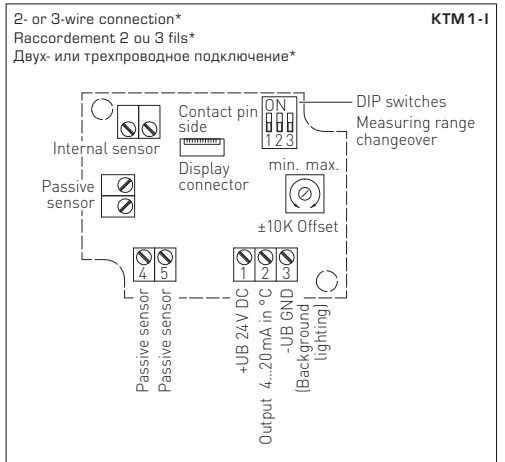 2- or 3-wire connection*
KTM 1 - I
Raccordement 2 ou 3 fils*
Двух- или трехпроводное подключение*
Contact pin
side
ON
1 2 3
DIP switches
Measuring range
changeover
Internal sensor
Display
connector
min. max.
Passive
sensor
±10K Offset
4 5
1 2 3
Passive sensor
Passive sensor
+UB 24V DC
Output 4...20mA in °C
-UB GND
(Background
lighting)